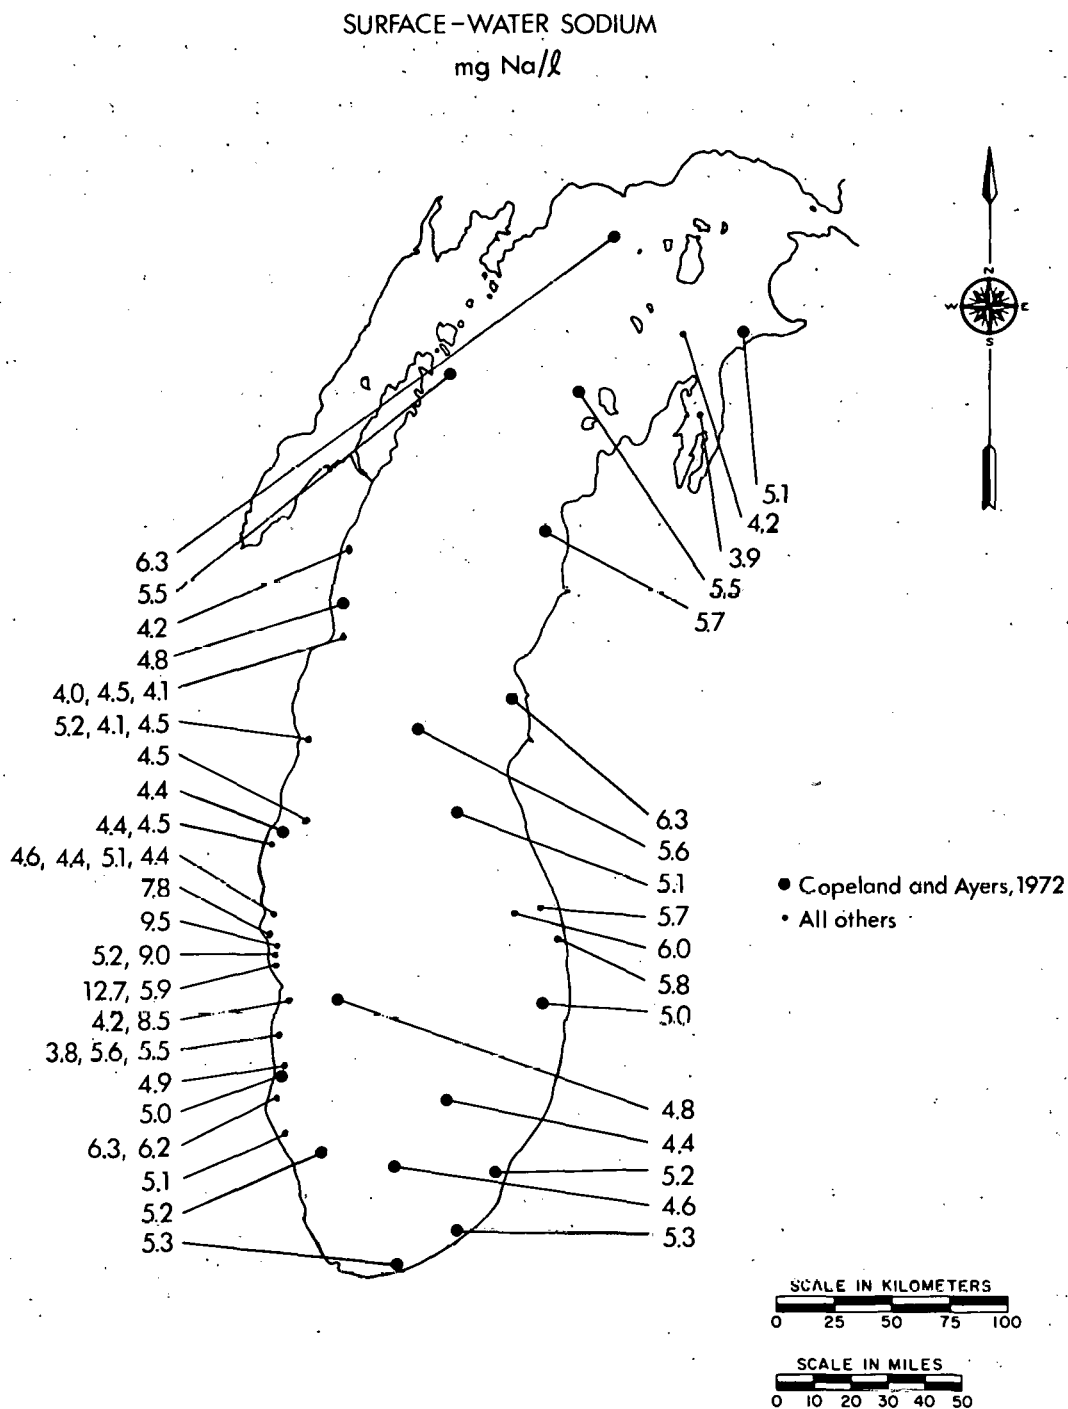 SURFACE-WATER SODIUM
mg Na/ℓ
N
W E
S
5.1
4.2
3.9
5.5
5.7
6.3
5.5
4.2
4.8
4.0, 4.5, 4.1
5.2, 4.1, 4.5
4.5
4.4
4.4, 4.5
4.6, 4.4, 5.1, 4.4
7.8
9.5
5.2, 9.0
12.7, 5.9
4.2, 8.5
3.8, 5.6, 5.5
4.9
5.0
6.3, 6.2
5.1
5.2
5.3
6.3
5.6
5.1
5.7
6.0
5.8
5.0
4.8
4.4
5.2
4.6
5.3
Copeland and Ayers, 1972
All others
SCALE IN KILOMETERS
0 25 50 75 100
SCALE IN MILES
0 10 20 30 40 50